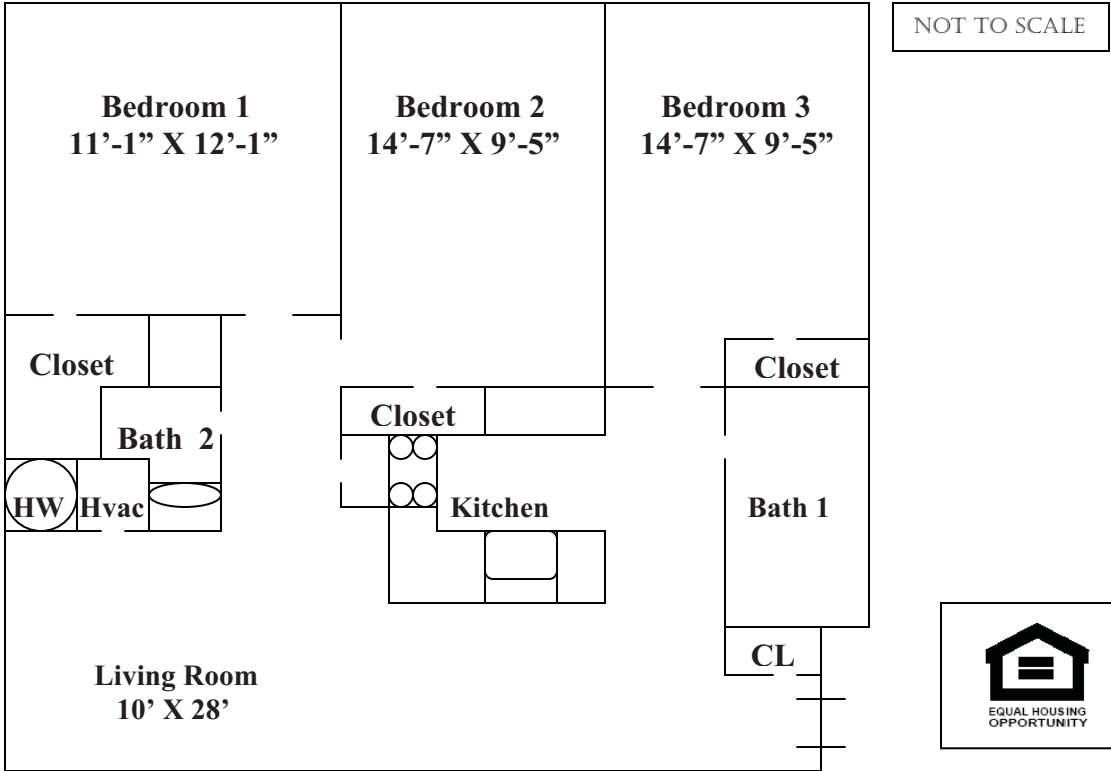 NOT TO SCALE
Bedroom 1
11’-1” X 12’-1”
Bedroom 2
14’-7” X 9’-5”
Bedroom 3
14’-7” X 9’-5”
Closet
Closet
Closet
Bath 2
HW
Hvac
Kitchen
Bath 1
CL
Living Room
10’ X 28’
EQUAL HOUSING
OPPORTUNITY